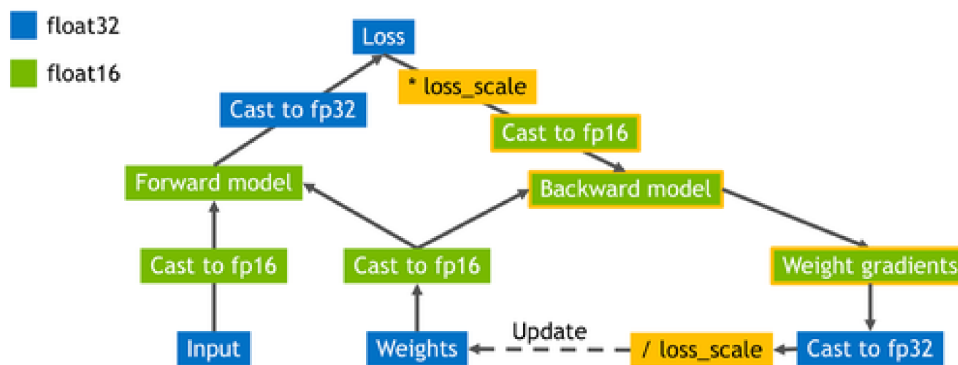 float32
float16
Loss
* loss_scale
Cast to fp32
Cast to fp16
Forward model
Backward model
Cast to fp16
Cast to fp16
Weight gradients
Input
Weights
Update
/ loss_scale
Cast to fp32